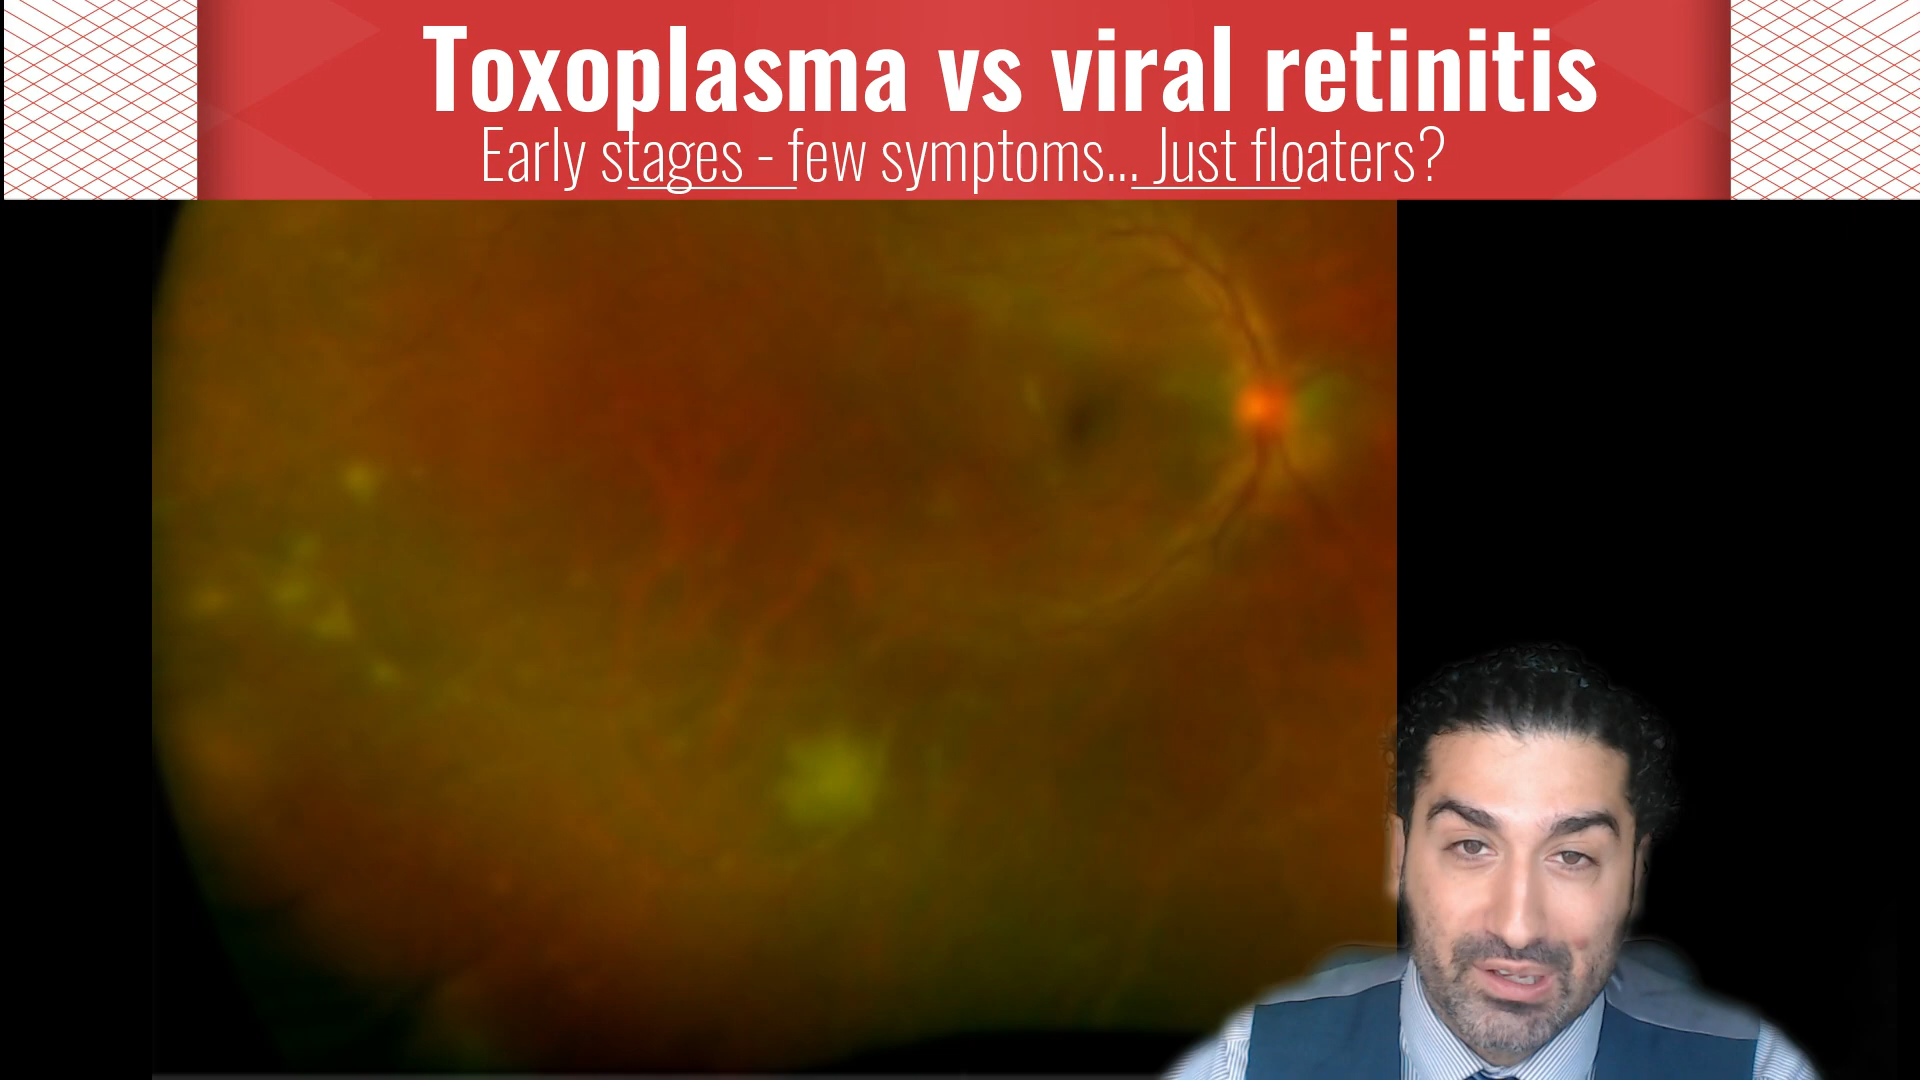 Toxoplasma vs viral retinitis
Early stages - few symptoms... Just floaters?